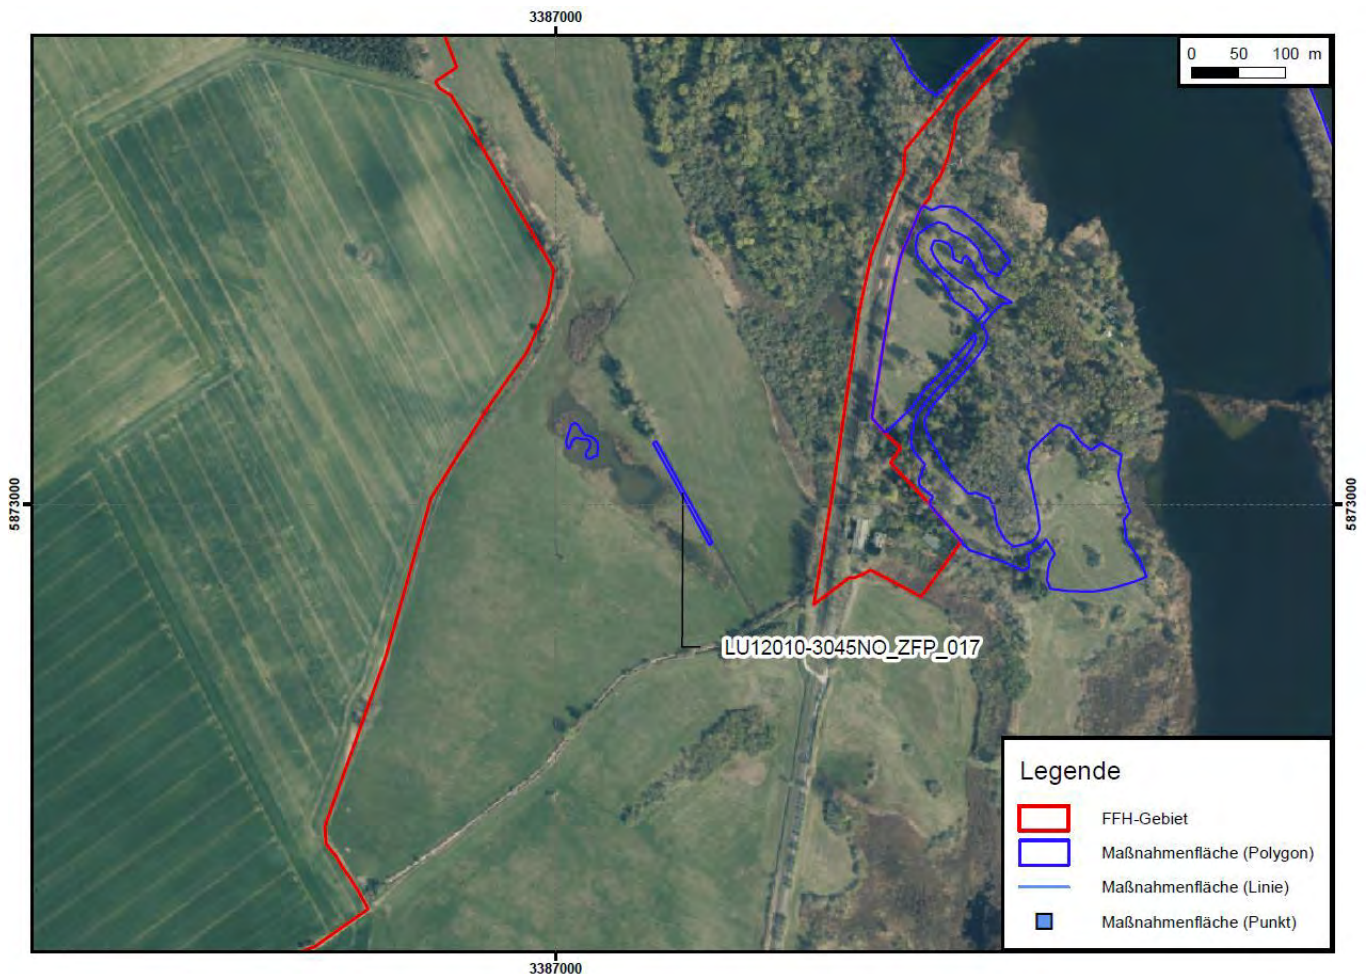 3387000
0 50 100 m
5873000
5873000
LU12010-3045NO_ZFP_017
Legende
FFH-Gebiet
Maßnahmenfläche (Polygon)
Maßnahmenfläche (Linie)
Maßnahmenfläche (Punkt)
3387000